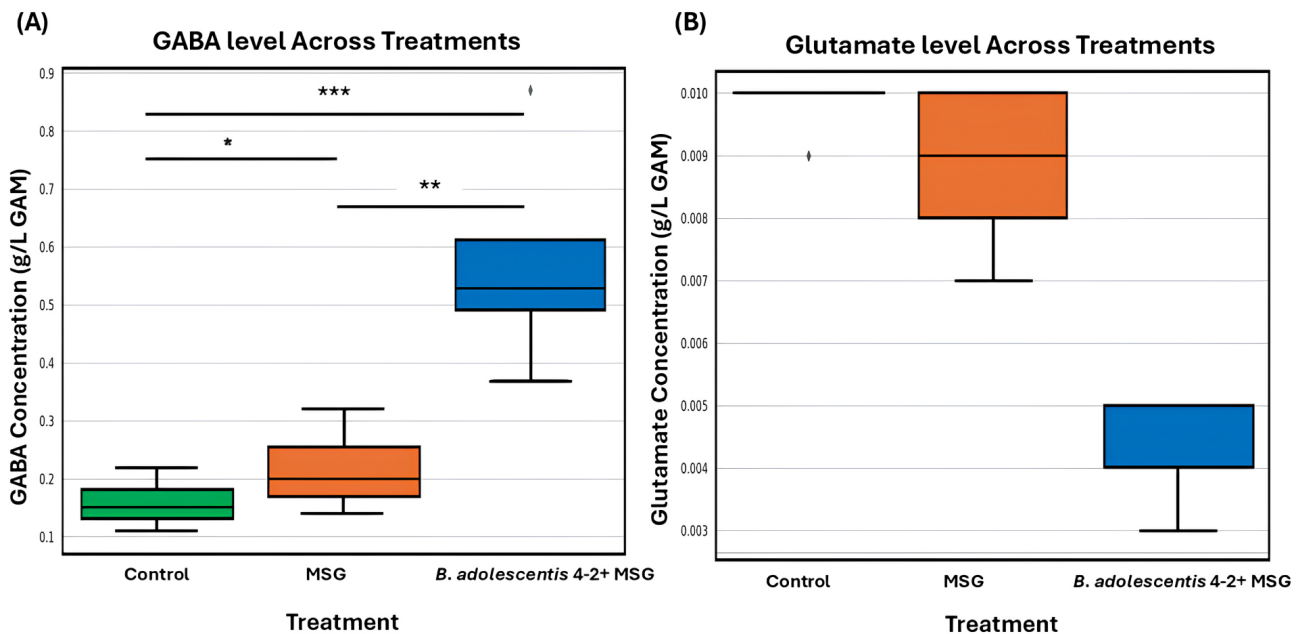 (A)
GABA level Across Treatments
GABA Concentration (g/L GAM)
0.9
0.8
0.7
0.6
0.5
0.4
0.3
0.2
0.1
***
*
**
Control
MSG
B. adolescentis 4-2+ MSG
Treatment
(B)
Glutamate level Across Treatments
Glutamate Concentration (g/L GAM)
0.010
0.009
0.008
0.007
0.006
0.005
0.004
0.003
Control
MSG
B. adolescentis 4-2+ MSG
Treatment